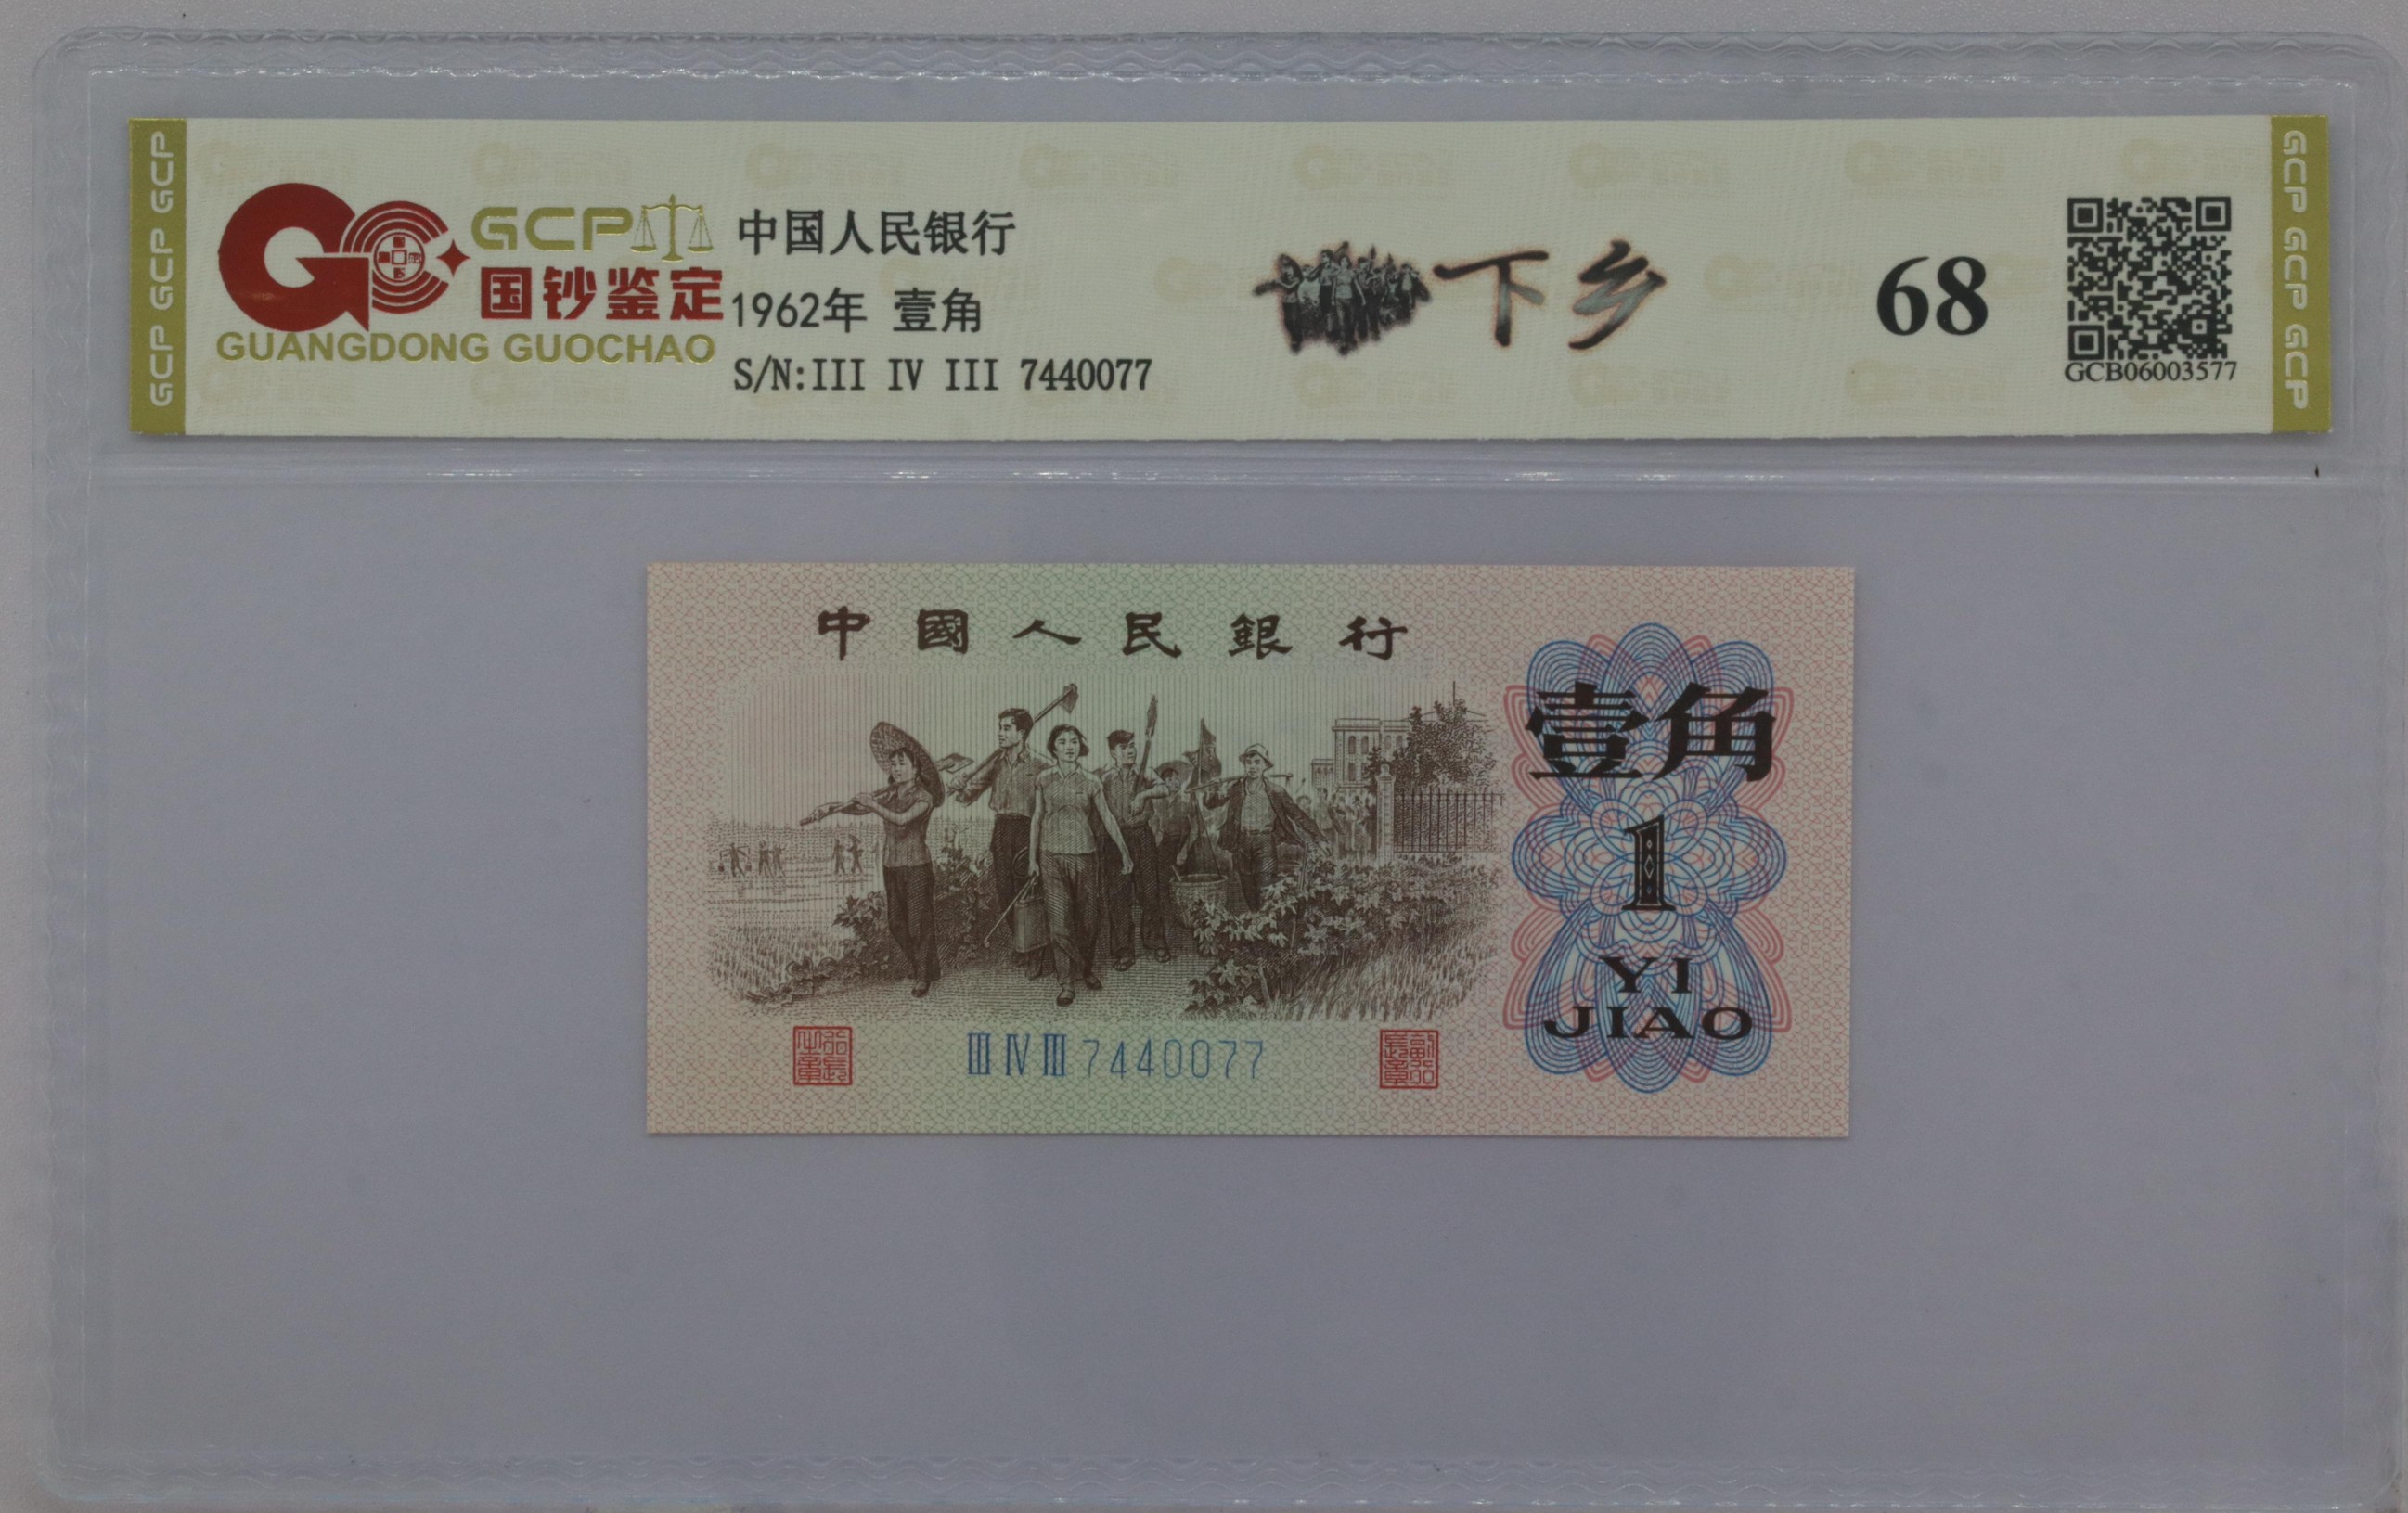 GCP GCP GCP
GCP
国钞鉴定
GUANGDONG GUOCHAO
中国人民银行
1962年 壹角
S/N:III IV III 7440077
下乡
68
GCB06003577
GCP GCP GCP
中國人民銀行
壹角
1
YI
JIAO
III IV III 7440077